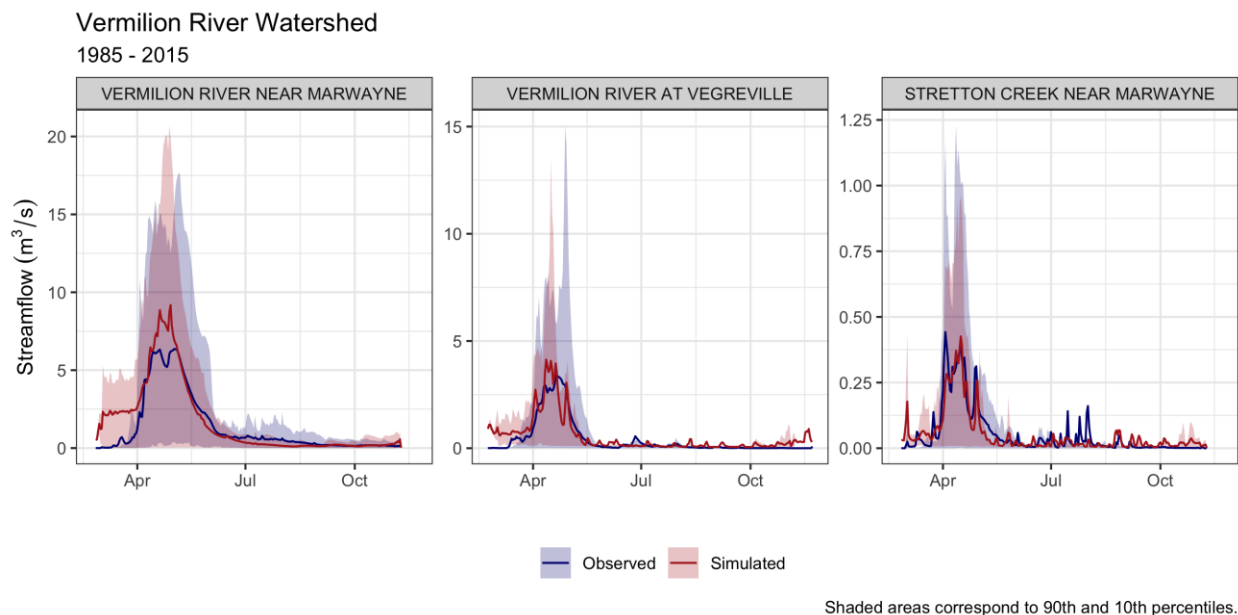 Vermilion River Watershed
1985 - 2015
VERMILION RIVER NEAR MARWAYNE
VERMILION RIVER AT VEGREVILLE
STRETTON CREEK NEAR MARWAYNE
Streamflow (m³/s)
20
15
10
5
0
Apr
Jul
Oct
15
10
5
0
Apr
Jul
Oct
1.25
1.00
0.75
0.50
0.25
0.00
Apr
Jul
Oct
Observed
Simulated
Shaded areas correspond to 90th and 10th percentiles.